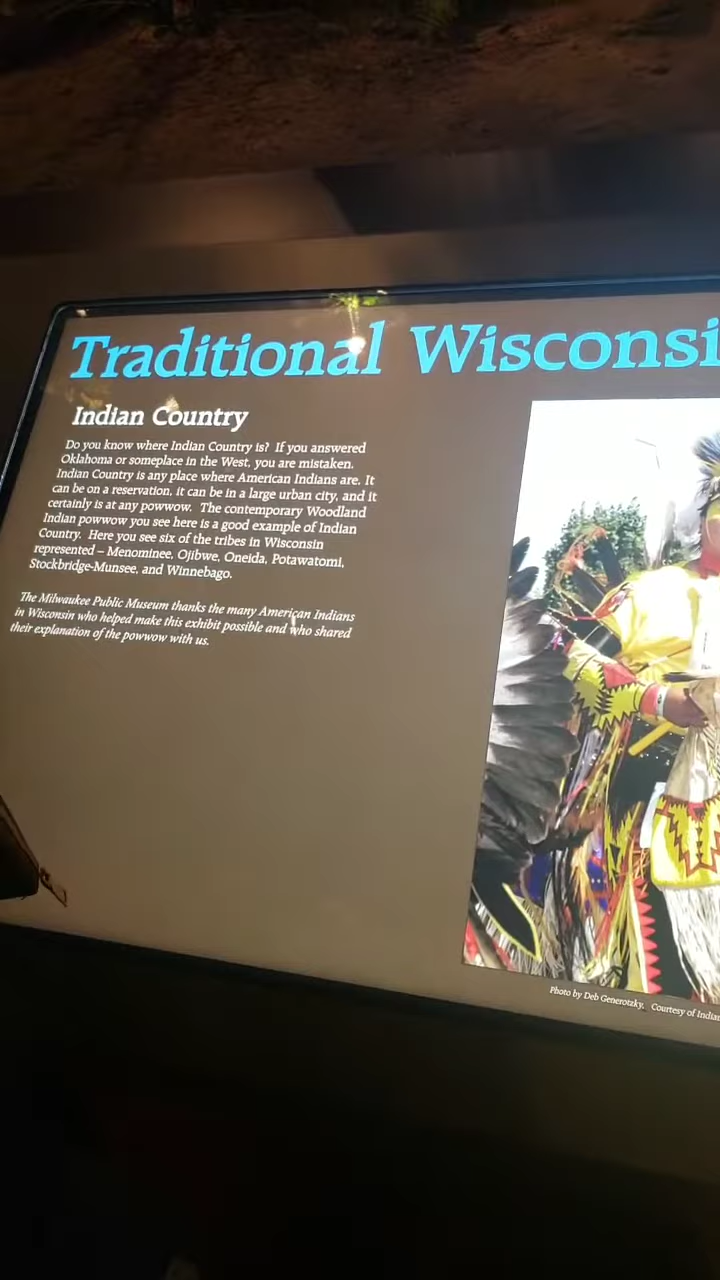 Traditional Wisconsi
Indian Country
Do you know where Indian Country is? If you answered
Oklahoma or someplace in the West, you are mistaken.
Indian Country is any place where American Indians are. It
can be on a reservation, it can be in a large urban city, and it
certainly is at any powwow. The contemporary Woodland
Indian powwow you see here is a good example of Indian
Country. Here you see six of the tribes in Wisconsin
represented – Menominee, Ojibwe, Oneida, Potawatomi,
Stockbridge-Munsee, and Winnebago.
The Milwaukee Public Museum thanks the many American Indians
in Wisconsin who helped make this exhibit possible and who shared
their explanation of the powwow with us.
Photo by Deb Generotzky, Courtesy of India